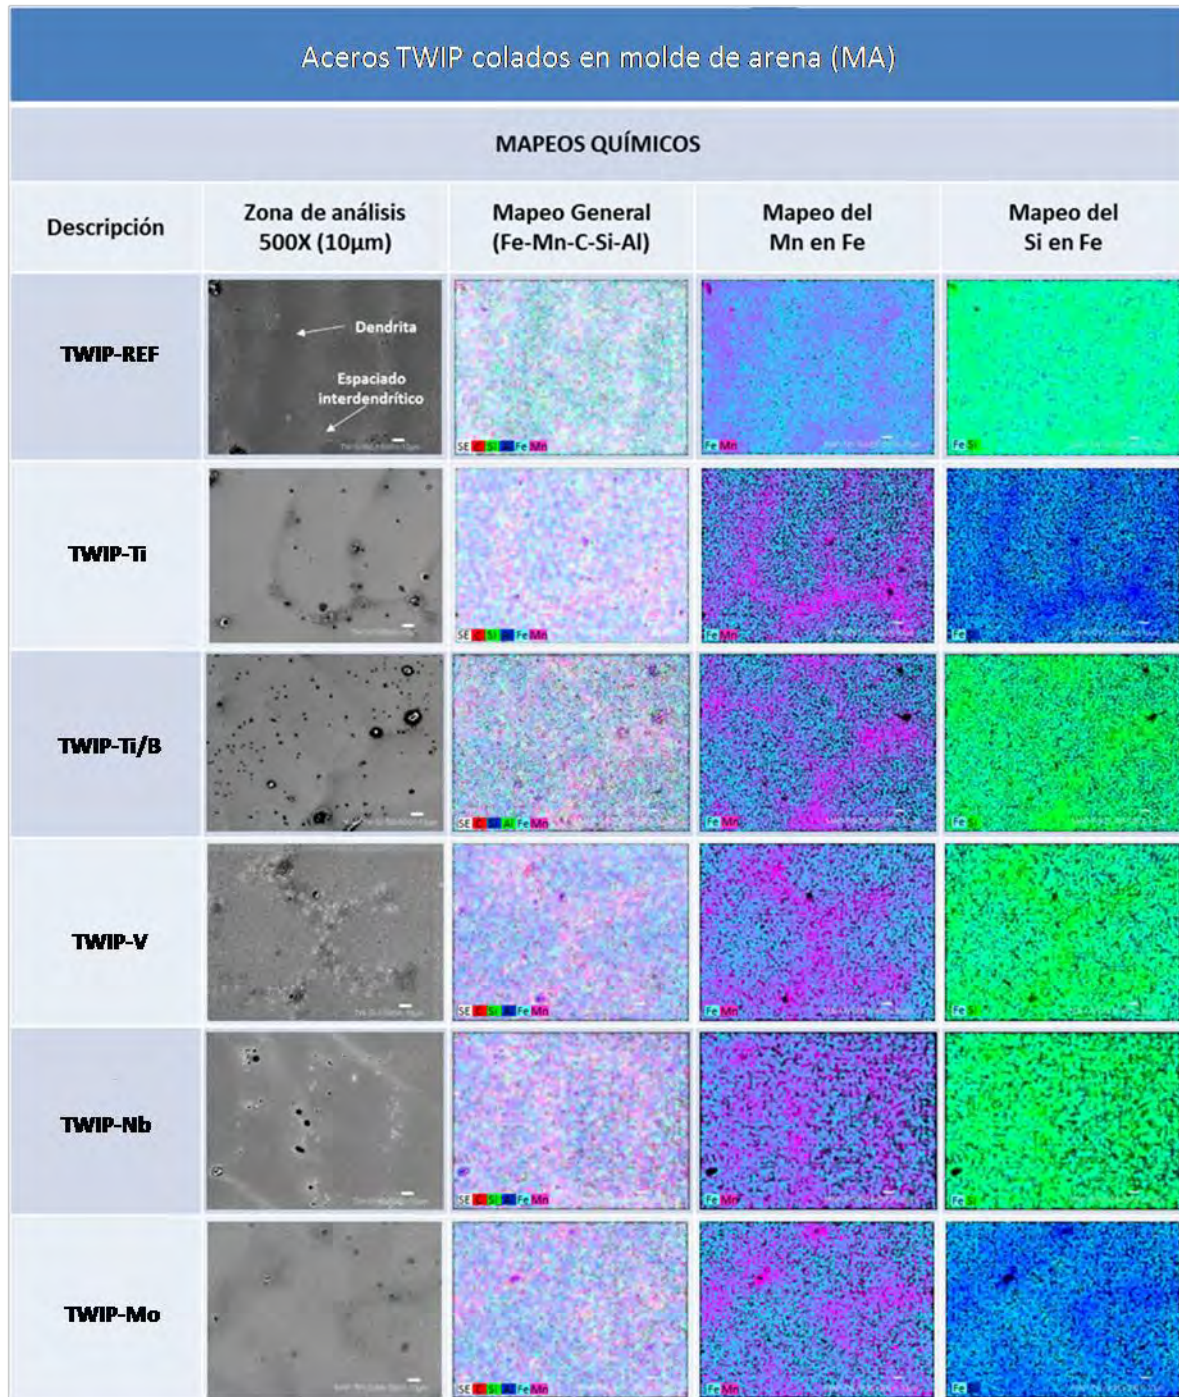 Aceros TWIP colados en molde de arena (MA)
MAPEOS QUÍMICOS
Descripción
Zona de análisis
500X (10µm)
Mapeo General
(Fe-Mn-C-Si-Al)
Mapeo del
Mn en Fe
Mapeo del
Si en Fe
TWIP-REF
Dendrita
Espaciado
interdendrítico
SE C Si Al Fe Mn
Fe Mn
Fe Si
TWIP-Ti
SE C Si Al Fe Mn
Fe Mn
Fe
TWIP-Ti/B
SE C Si Al Fe Mn
Fe Mn
Fe Si
TWIP-V
SE C Si Al Fe Mn
Fe Mn
Fe Si
TWIP-Nb
SE C Si Al Fe Mn
Fe Mn
Fe Si
TWIP-Mo
SE C Si Al Fe Mn
Fe Mn
Fe